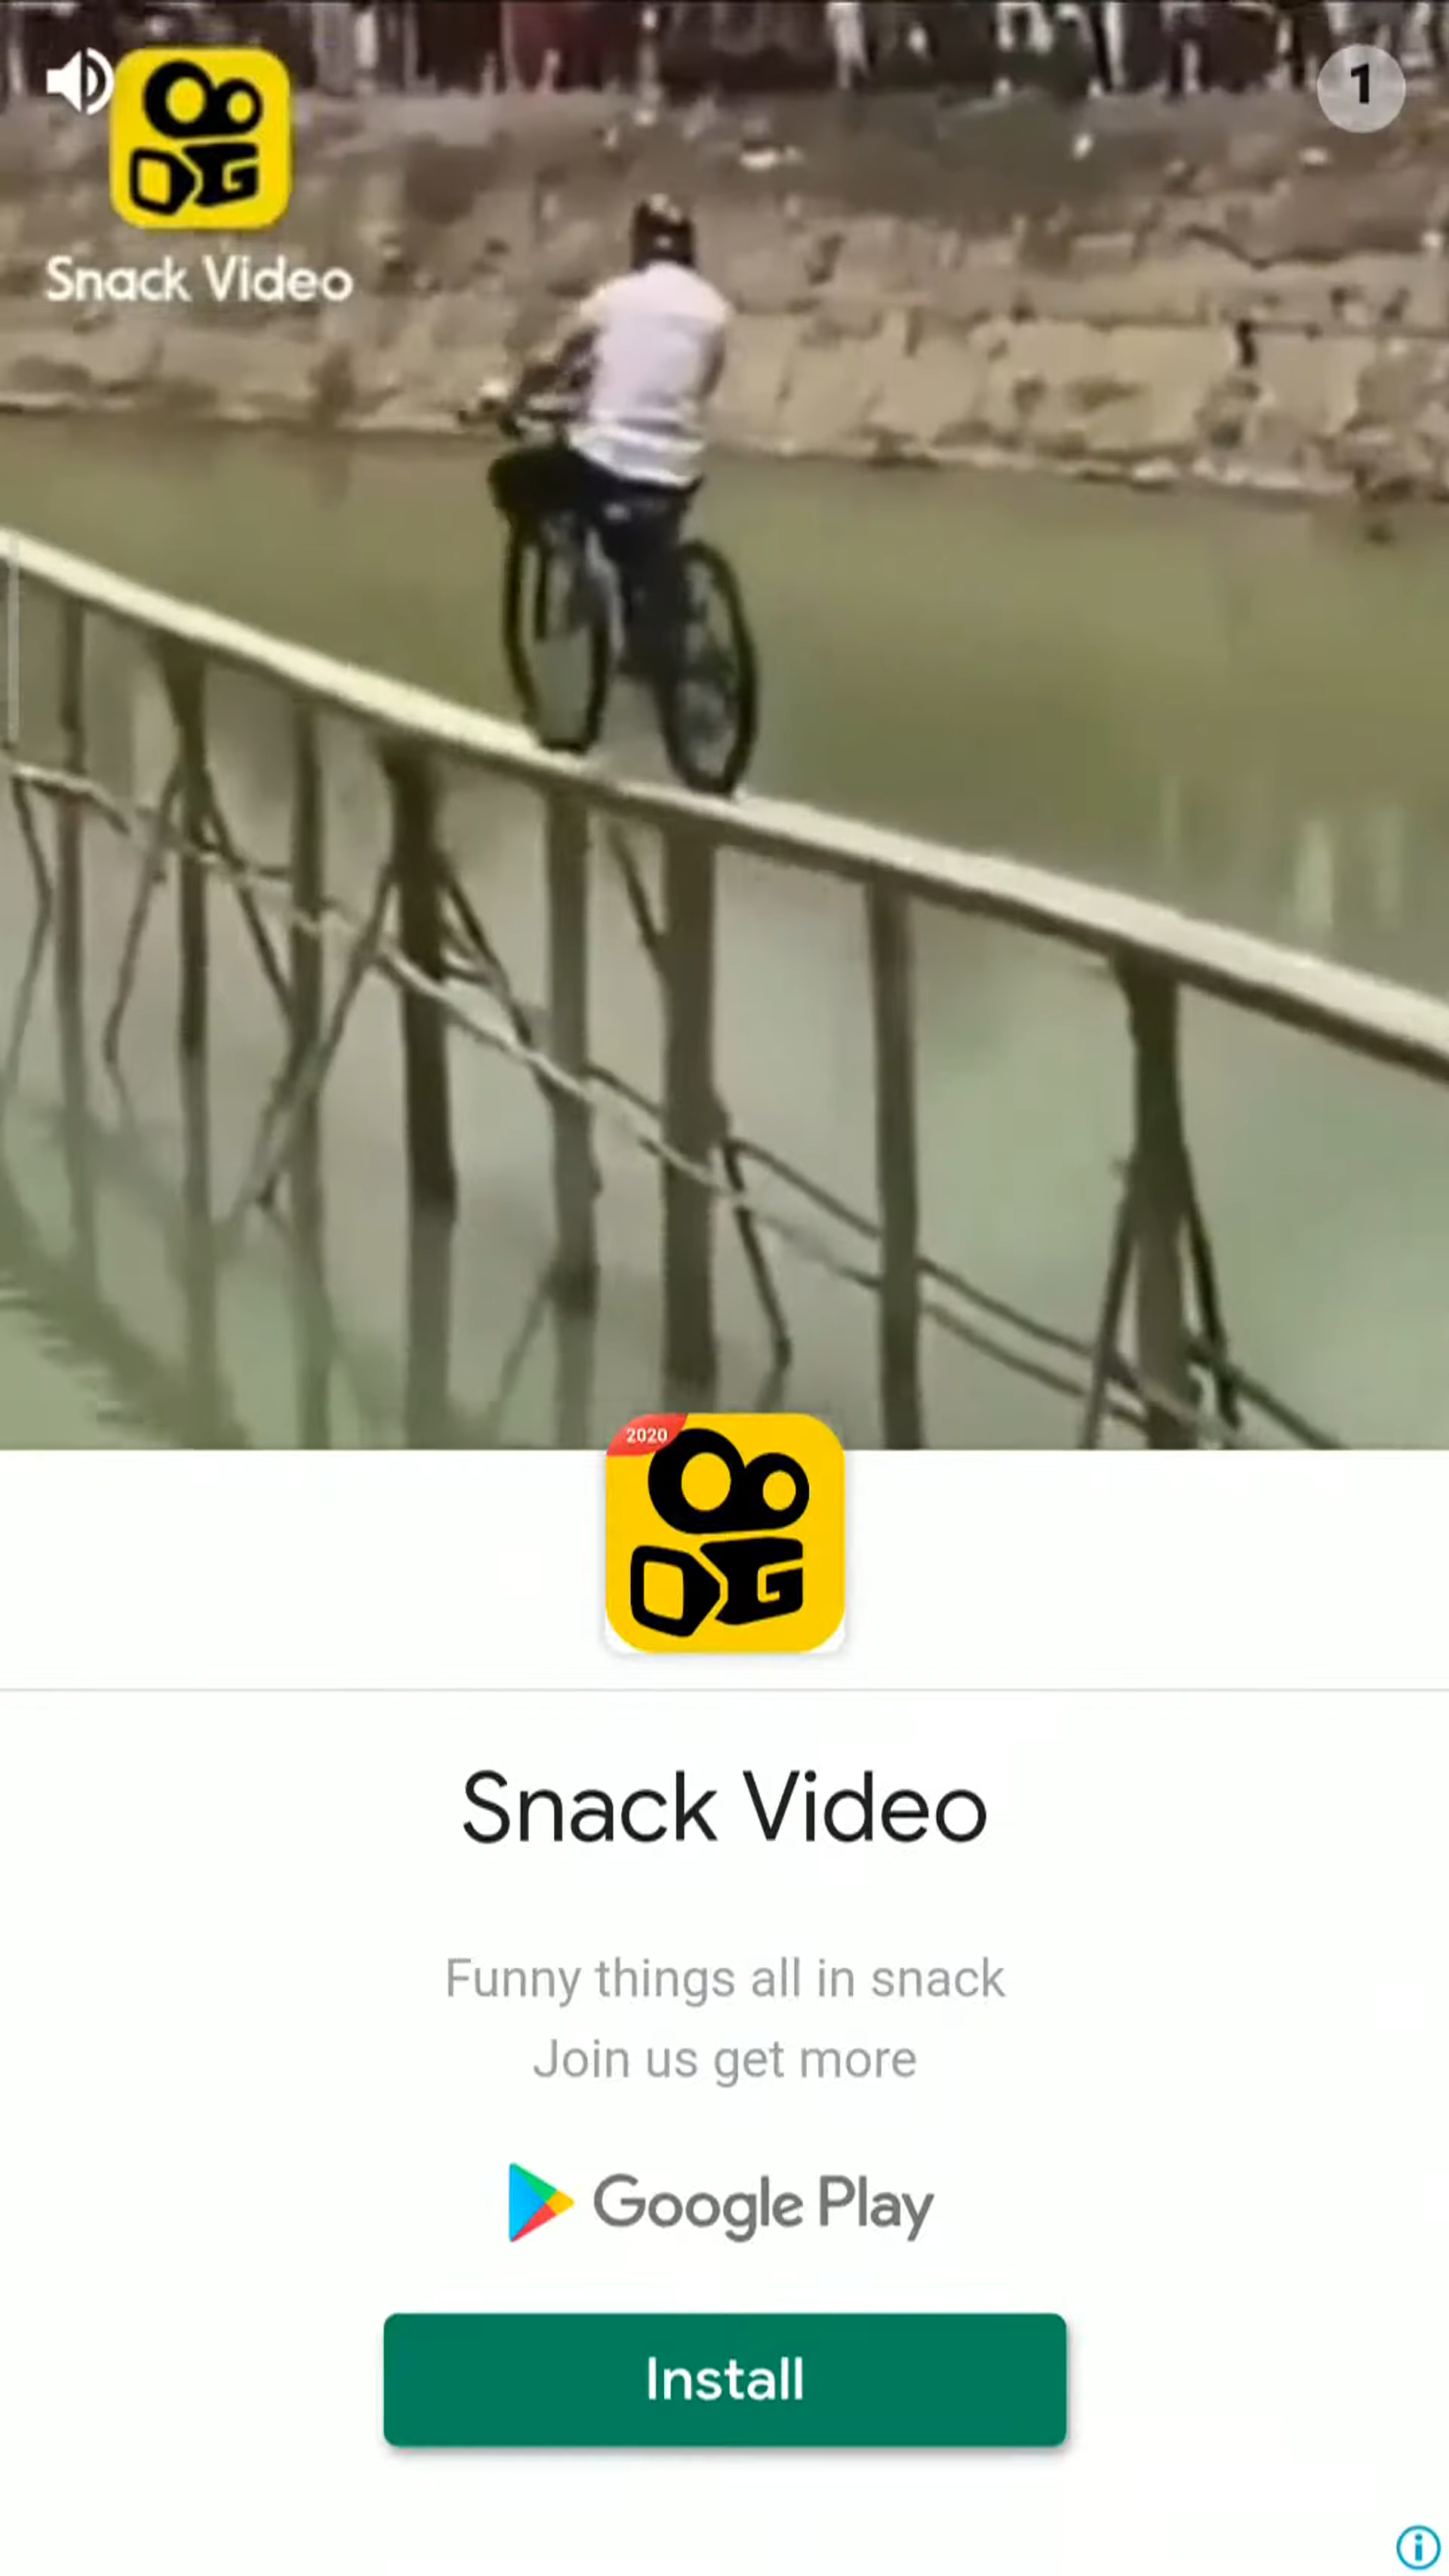 1
Snack Video
2020
Snack Video
Funny things all in snack
Join us get more
Google Play
Install